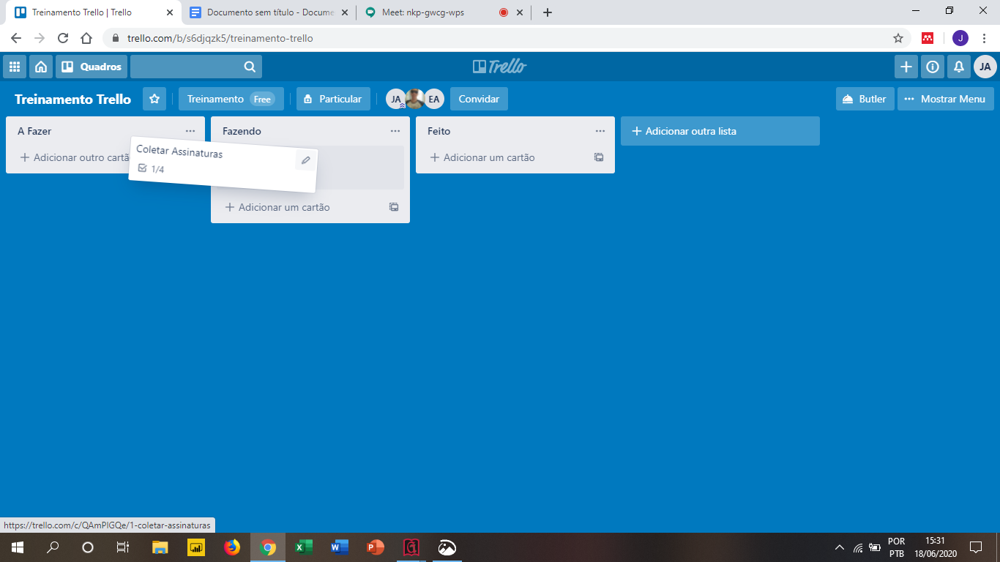 Treinamento Trello | Trello
Documento sem título - Docume
Meet: nkp-gwcg-wps
trello.com/b/s6djqzk5/treinamento-trello
J
Quadros
Trello
JA
Treinamento Trello
Treinamento Free
Particular
JA
EA
Convidar
Butler
Mostrar Menu
A Fazer
Fazendo
Feito
Adicionar outra lista
Adicionar outro cartã
Coletar Assinaturas
1/4
Adicionar um cartão
Adicionar um cartão
https://trello.com/c/QAmPlGQe/1-coletar-assinaturas
POR
PTB
15:31
18/06/2020